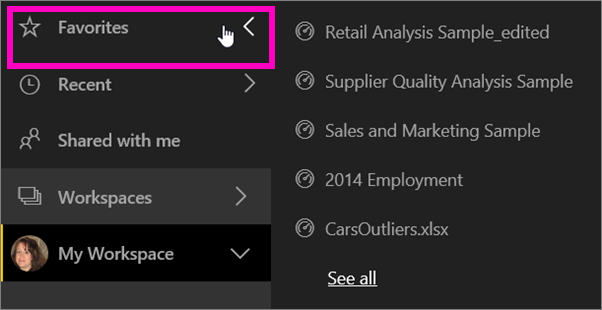 Favorites
Recent
Shared with me
Workspaces
My Workspace
Retail Analysis Sample_edited
Supplier Quality Analysis Sample
Sales and Marketing Sample
2014 Employment
CarsOutliers.xlsx
See all